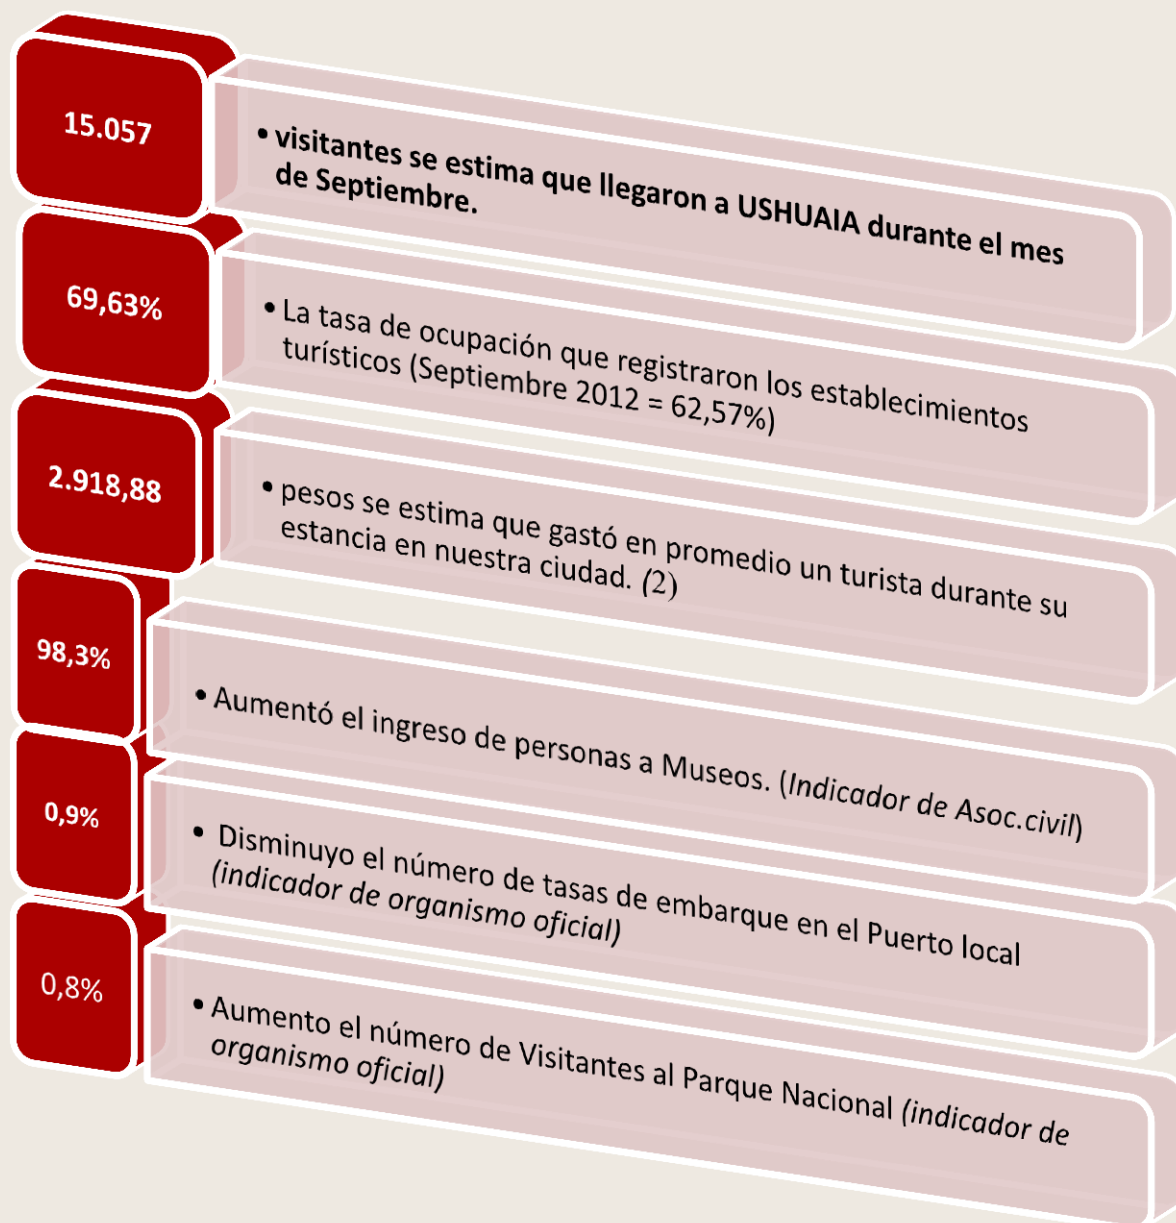 15.057
• visitantes se estima que llegaron a USHUAIA durante el mes
de Septiembre.
69,63%
• La tasa de ocupación que registraron los establecimientos
turísticos (Septiembre 2012 = 62,57%)
2.918,88
• pesos se estima que gastó en promedio un turista durante su
estancia en nuestra ciudad. (2)
98,3%
• Aumentó el ingreso de personas a Museos. (Indicador de Asoc.civil)
0,9%
• Disminuyo el número de tasas de embarque en el Puerto local
(indicador de organismo oficial)
0,8%
• Aumento el número de Visitantes al Parque Nacional (indicador de
organismo oficial)